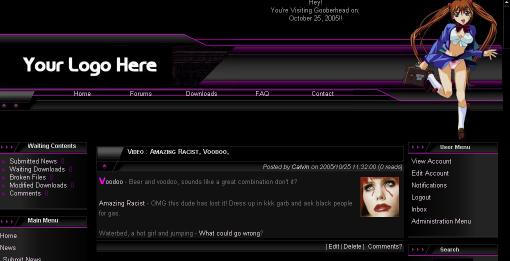 Hey!
You're Visiting Gooberhead on:
October 25, 2005!!
Your Logo Here
Home Forums Downloads FAQ Contact
Waiting Contents
Submitted News 0
Waiting Downloads 0
Broken Files 0
Modified Downloads 0
Comments 0
Main Menu
Home
News
Submit News
Video : Amazing Racist, Voodoo,
Posted by Calvin on 2005/10/25 11:32:00 (0 reads)
Voodoo - Beer and voodoo, sounds like a great combination don't it?
Amazing Racist - OMG this dude has lost it! Dress up in kkk garb and ask black people
for gas.
Waterbed, a hot girl and jumping - What could go wrong?
| Edit | Delete | Comments?
User Menu
View Account
Edit Account
Notifications
Logout
Inbox
Administration Menu
Search